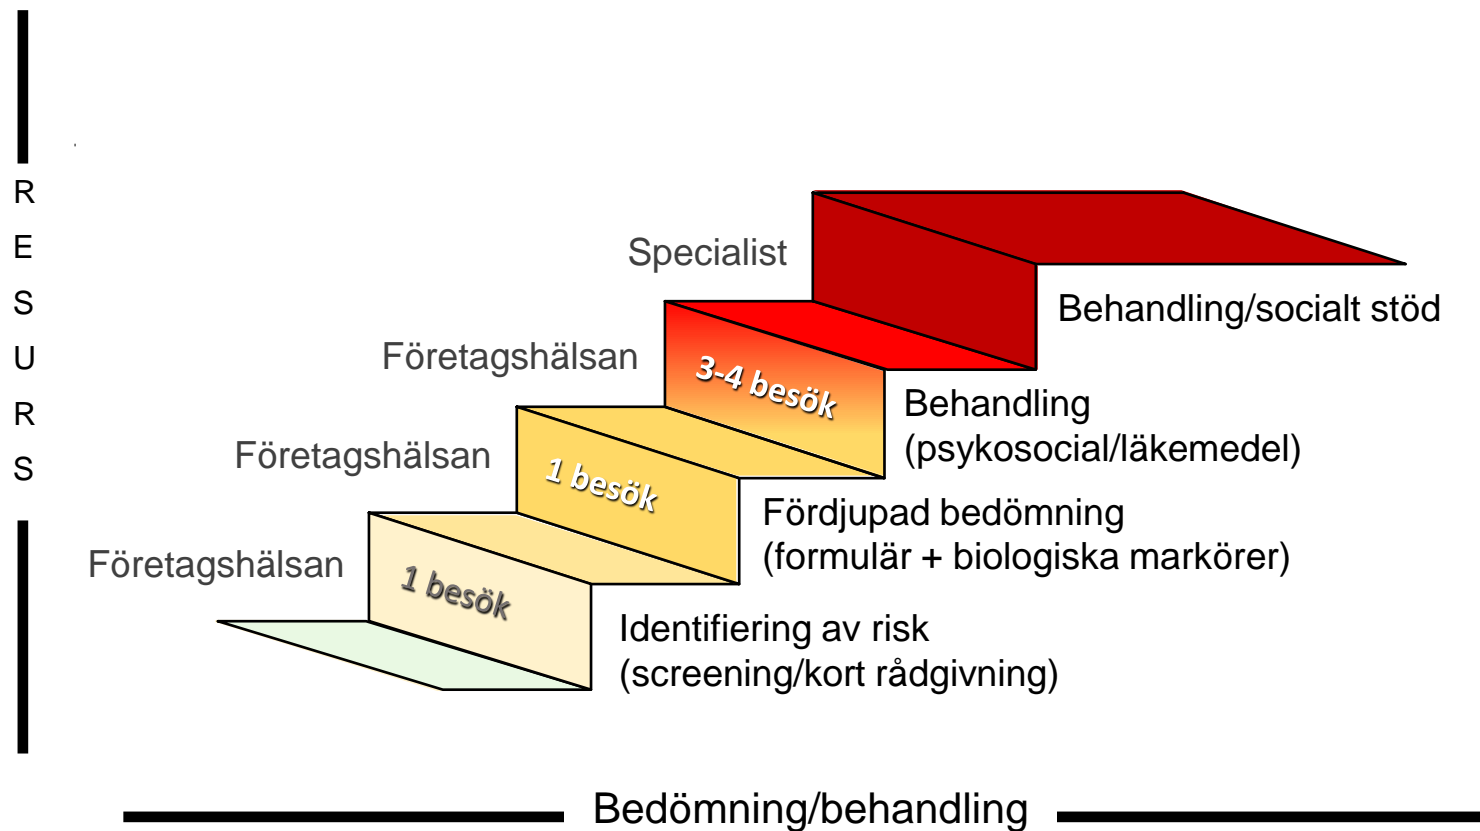 RESURS
Specialist
Behandling/socialt stöd
Företagshälsan
3-4 besök
Behandling
(psykosocial/läkemedel)
Företagshälsan
1 besök
Fördjupad bedömning
(formulär + biologiska markörer)
Företagshälsan
1 besök
Identifiering av risk
(screening/kort rådgivning)
Bedömning/behandling